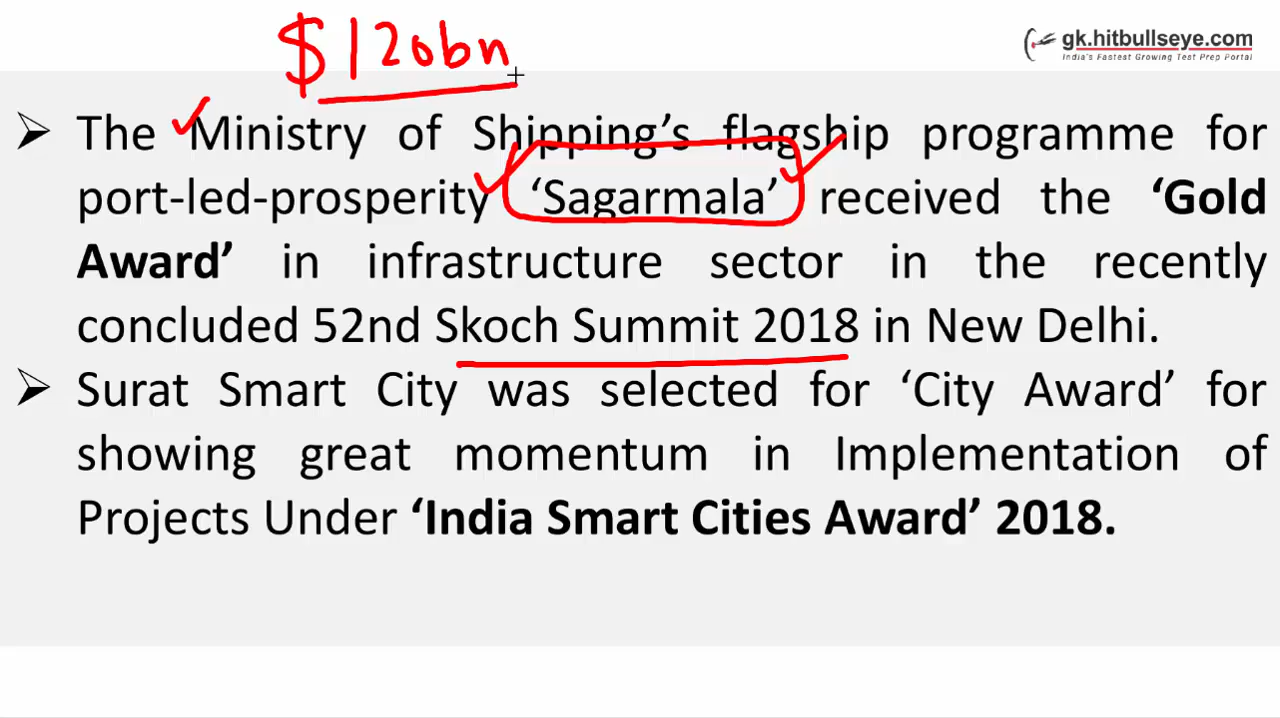 $120bn
gk.hitbullseye.com
India's Fastest Growing Test Prep Portal
➢ The Ministry of Shipping's flagship programme for
port-led-prosperity ‘Sagarmala’ received the ‘Gold
Award’ in infrastructure sector in the recently
concluded 52nd Skoch Summit 2018 in New Delhi.
➢ Surat Smart City was selected for ‘City Award’ for
showing great momentum in Implementation of
Projects Under ‘India Smart Cities Award’ 2018.